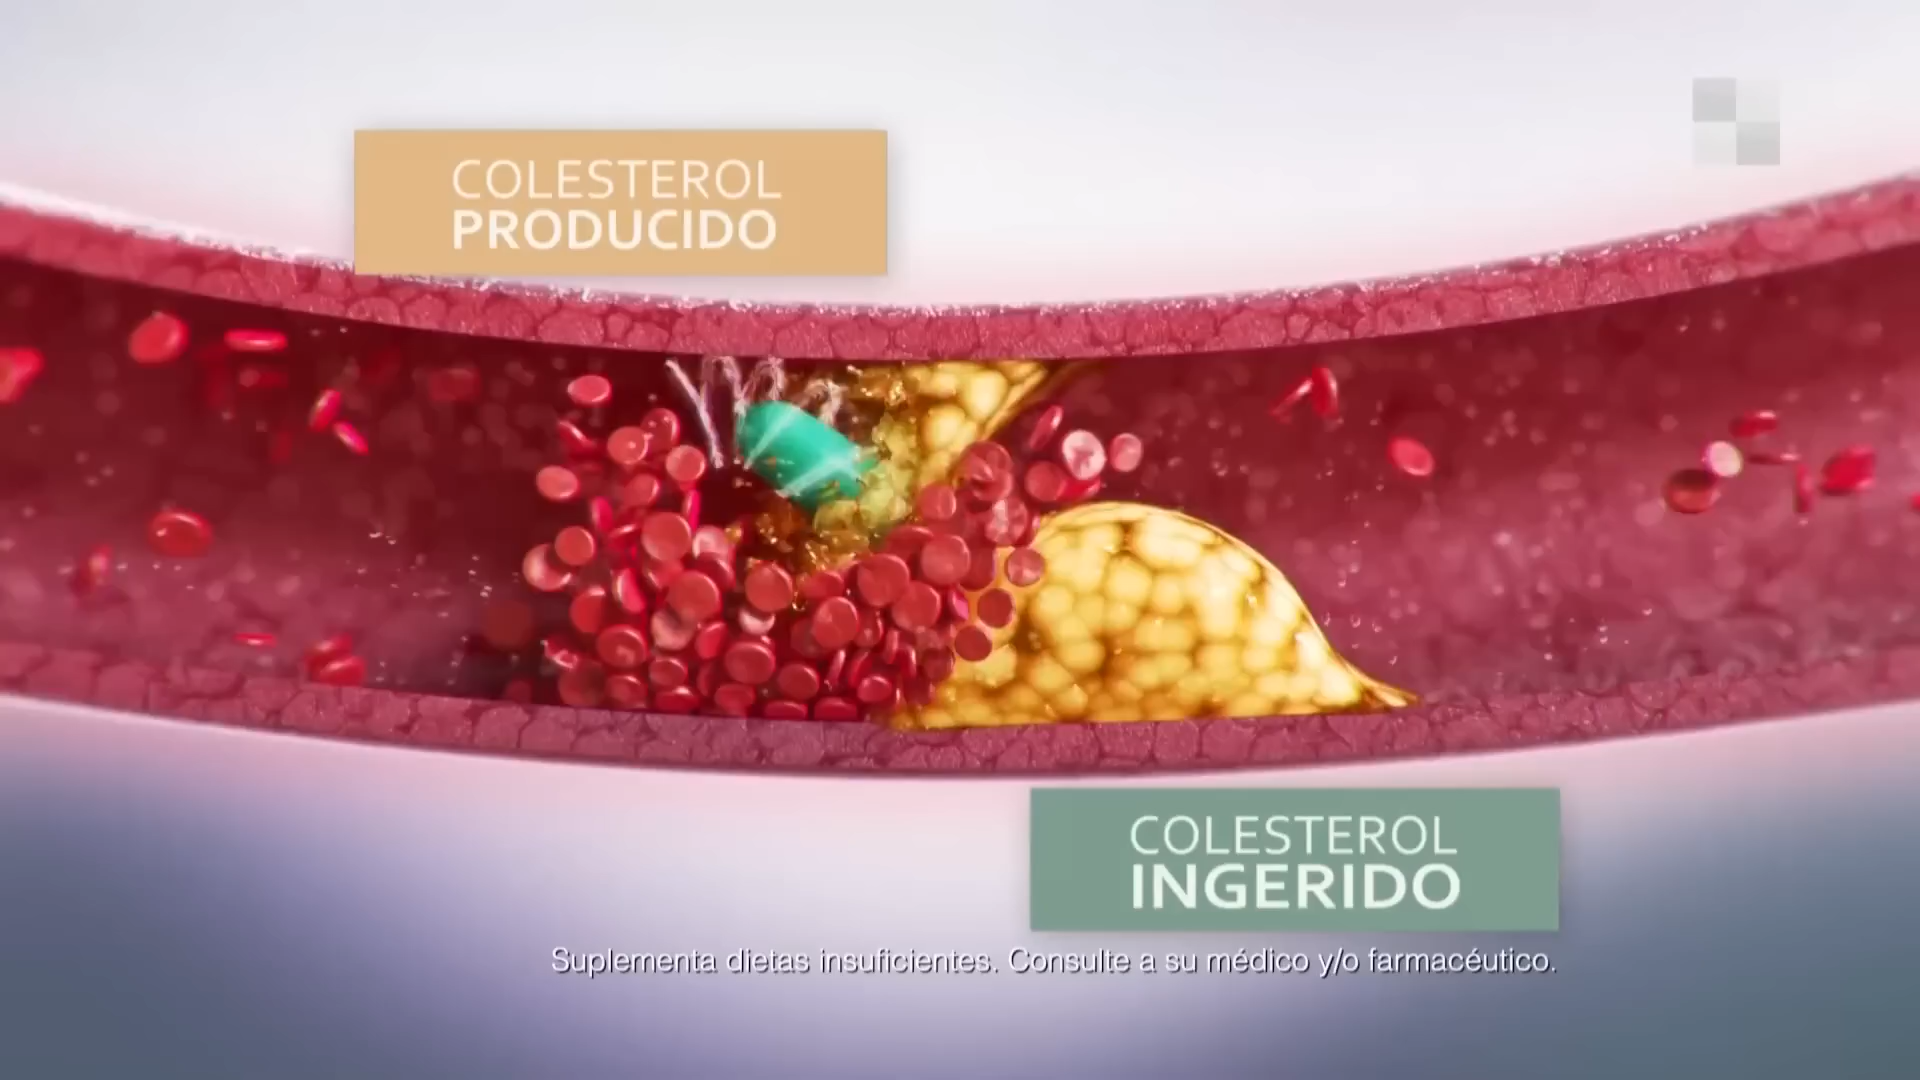 COLESTEROL
PRODUCIDO
COLESTEROL
INGERIDO
Suplementa dietas insuficientes. Consulte a su médico y/o farmacéutico.